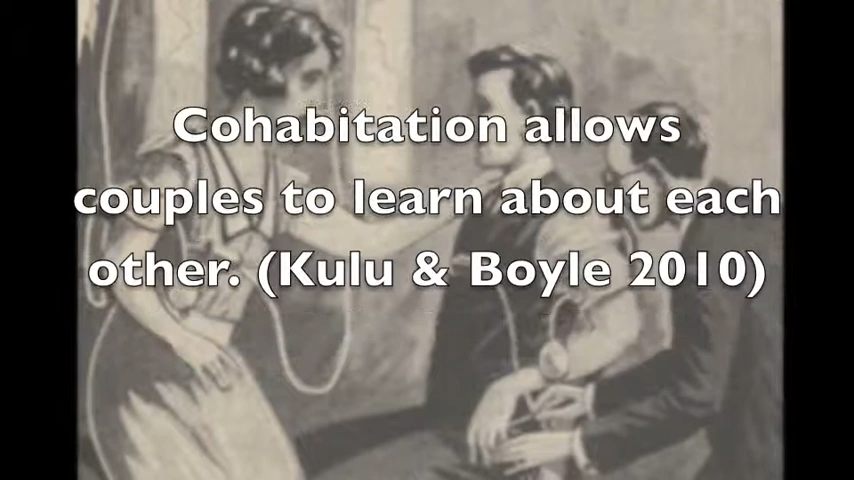 Cohabitation allows
couples to learn about each
other. (Kulu & Boyle 2010)